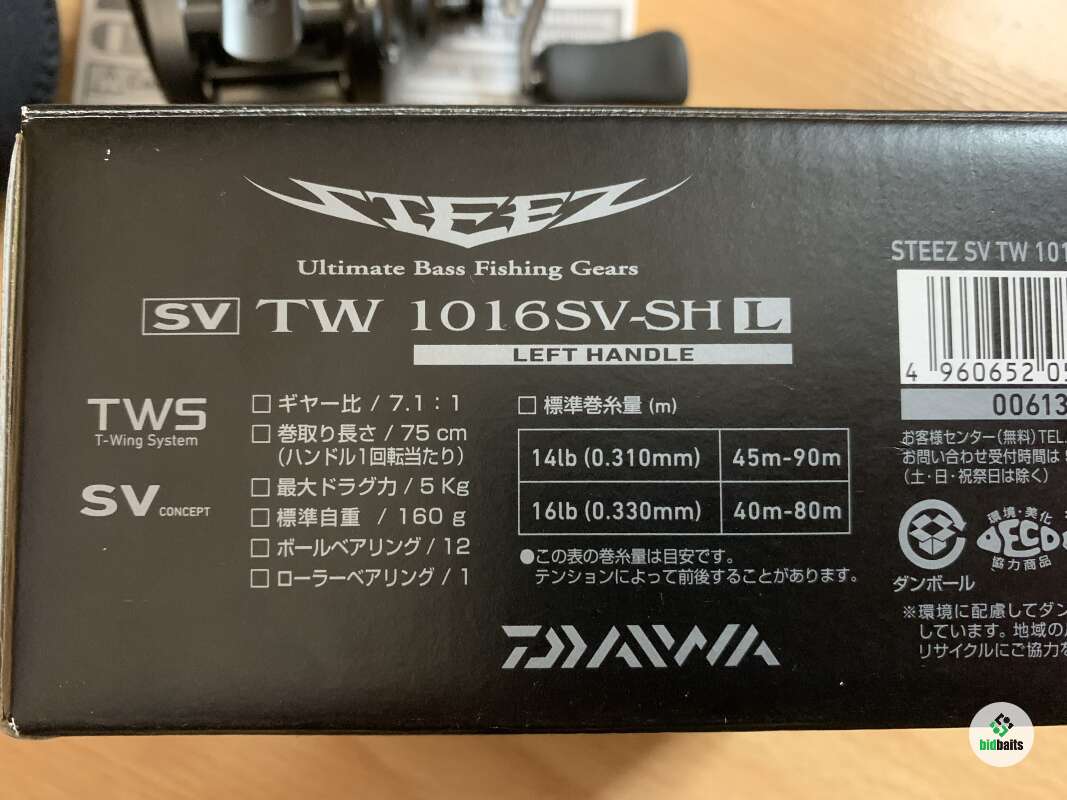 STEEZ
Ultimate Bass Fishing Gears
SV TW 1016SV-SH L
LEFT HANDLE
TWS
T-Wing System
SV CONCEPT
□ ギヤー比 / 7.1 : 1
□ 巻取り長さ / 75 cm
(ハンドル1回転当たり)
□ 最大ドラグ力 / 5 Kg
□ 標準自重 / 160 g
□ ボールベアリング / 12
□ ローラーベアリング / 1
□ 標準巻糸量 (m)
14lb (0.310mm) 45m-90m
16lb (0.330mm) 40m-80m
●この表の巻糸量は目安です。
テンションによって前後することがあります。
DAIWA
STEEZ SV TW 101
4 960652 05
00613
お客様センター(無料)TEL.
お問い合わせ受付時間は
(土・日・祝祭日は除く)
環境・美化
DECO
協力商品
ダンボール
※環境に配慮してダン
しています。地域の
リサイクルにご協力を
bidbaits